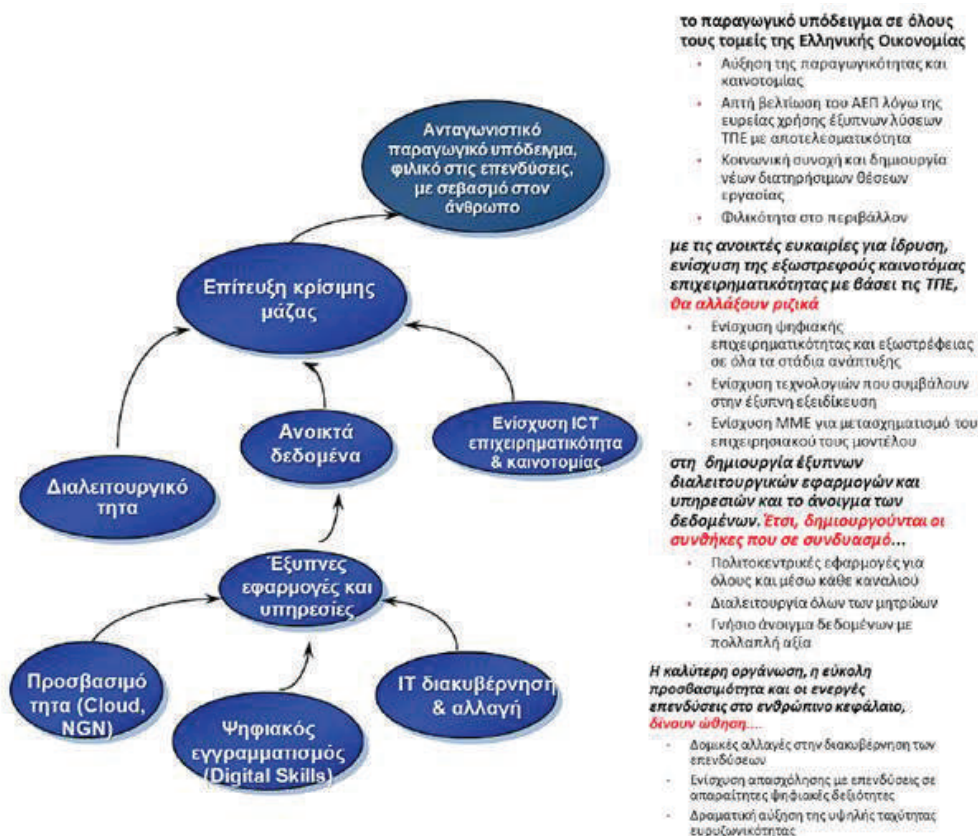 το παραγωγικό υπόδειγμα σε όλους
τους τομείς της Ελληνικής Οικονομίας
• Αύξηση της παραγωγικότητας και
καινοτομίας
• Απτή βελτίωση του ΑΕΠ λόγω της
ευρείας χρήσης έξυπνων λύσεων
ΤΠΕ με αποτελεσματικότητα
• Κοινωνική συνοχή και δημιουργία
νέων διατηρήσιμων θέσεων
εργασίας
• Φιλικότητα στο περιβάλλον
Ανταγωνιστικό
παραγωγικό υπόδειγμα,
φιλικό στις επενδύσεις,
με σεβασμό στον
άνθρωπο
με τις ανοικτές ευκαιρίες για ίδρυση,
ενίσχυση της εξωστρεφούς καινοτόμας
επιχειρηματικότητας με βάσει τις ΤΠΕ,
θα αλλάξουν ριζικά
• Ενίσχυση ψηφιακής
επιχειρηματικότητας και εξωστρέφειας
σε όλα τα στάδια ανάπτυξης
• Ενίσχυση τεχνολογιών που συμβάλουν
στην έξυπνη εξειδίκευση
• Ενίσχυση ΜΜΕ για μετασχηματισμό του
επιχειρησιακού τους μοντέλου
Επίτευξη κρίσιμης
μάζας
Διαλειτουργικό
τητα
Ανοικτά
δεδομένα
Ενίσχυση ICT
επιχειρηματικότητα
& καινοτομίας
στη δημιουργία έξυπνων
διαλειτουργικών εφαρμογών και
υπηρεσιών και το άνοιγμα των
δεδομένων. Έτσι, δημιουργούνται οι
συνθήκες που σε συνδυασμό...
• Πολιτοκεντρικές εφαρμογές για
όλους και μέσω κάθε καναλιού
• Διαλειτουργία όλων των μητρώων
• Γνήσιο άνοιγμα δεδομένων με
πολλαπλή αξία
Έξυπνες
εφαρμογές και
υπηρεσίες
Προσβασιμό
τητα (Cloud,
NGN)
Ψηφιακός
εγγραμματισμός
(Digital Skills)
IT διακυβέρνηση
& αλλαγή
Η καλύτερη οργάνωση, η εύκολη
προσβασιμότητα και οι ενεργές
επενδύσεις στο ενθρώπινο κεφάλαιο,
δίνουν ώθηση....
- Δομικές αλλαγές στην διακυβέρνηση των
επενδύσεων
- Ενίσχυση απασχόλησης με επενδύσεις σε
απαραίτητες ψηφιακές δεξιότητες
- Δραματική αύξηση της υψηλής ταχύτητας
ευρυζωνικότητας